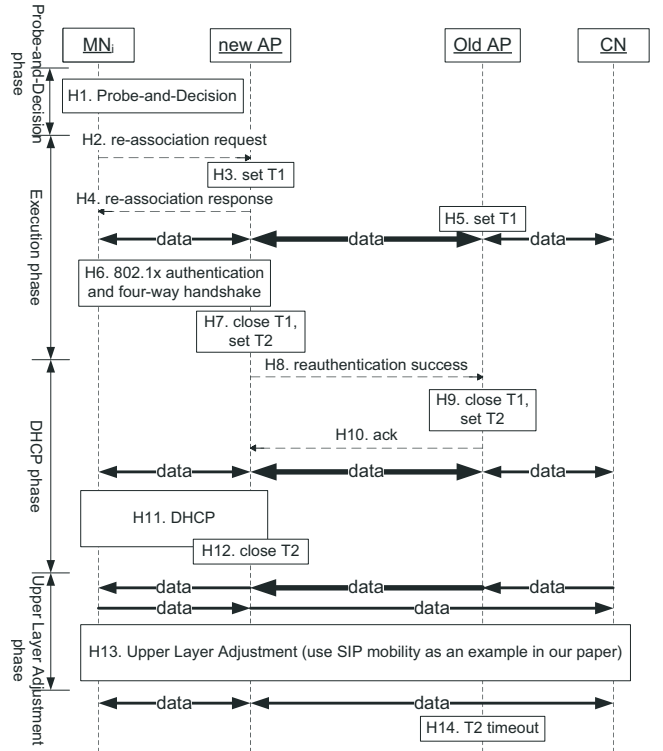 MNi
new AP
Old AP
CN
Probe-and-Decision
phase
H1. Probe-and-Decision
H2. re-association request
H3. set T1
H4. re-association response
H5. set T1
data
data
data
Execution phase
H6. 802.1x authentication
and four-way handshake
H7. close T1,
set T2
H8. reauthentication success
H9. close T1,
set T2
H10. ack
data
data
data
DHCP phase
H11. DHCP
H12. close T2
data
data
data
data
data
Upper Layer Adjustment
phase
H13. Upper Layer Adjustment (use SIP mobility as an example in our paper)
data
data
H14. T2 timeout